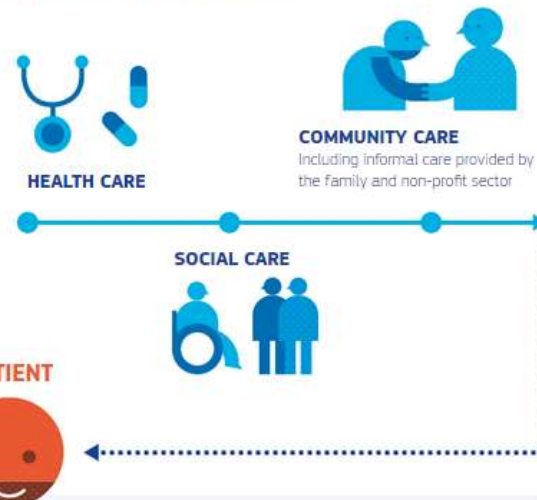 COMMUNITY CARE
Including informal care provided by
the family and non-profit sector
HEALTH CARE
SOCIAL CARE
TIENT